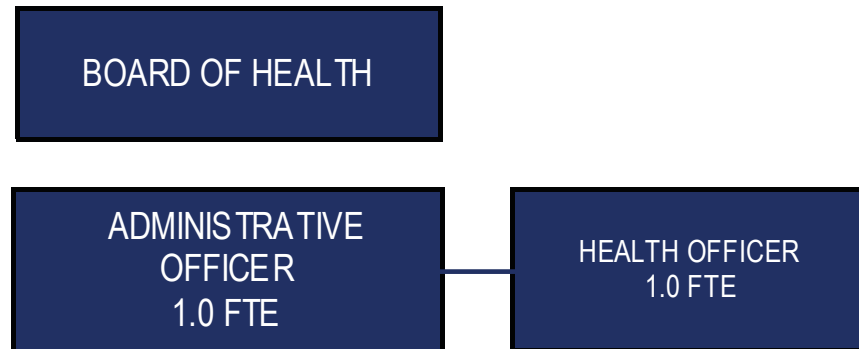 BOARD OF HEALTH
ADMINISTRATIVE
OFFICER
1.0 FTE
HEALTH OFFICER
1.0 FTE